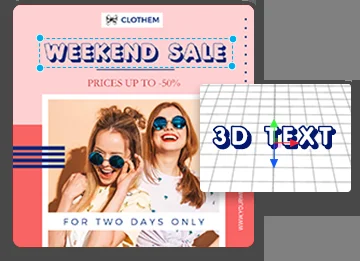 CLOTHEM
WEEKEND SALE
PRICES UP TO -50%
3D TEXT
FOR TWO DAYS ONLY